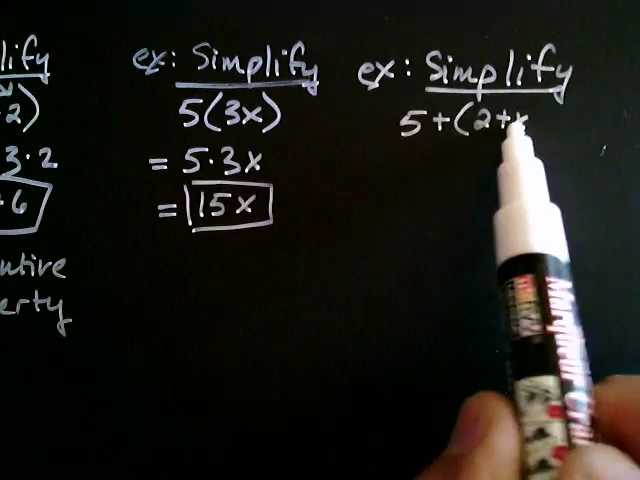 lify
ex: Simplify
ex: Simplify
·2)
5(3x)
5+(2+x
3·2
= 5·3x
+6
= 15x
utive
erty